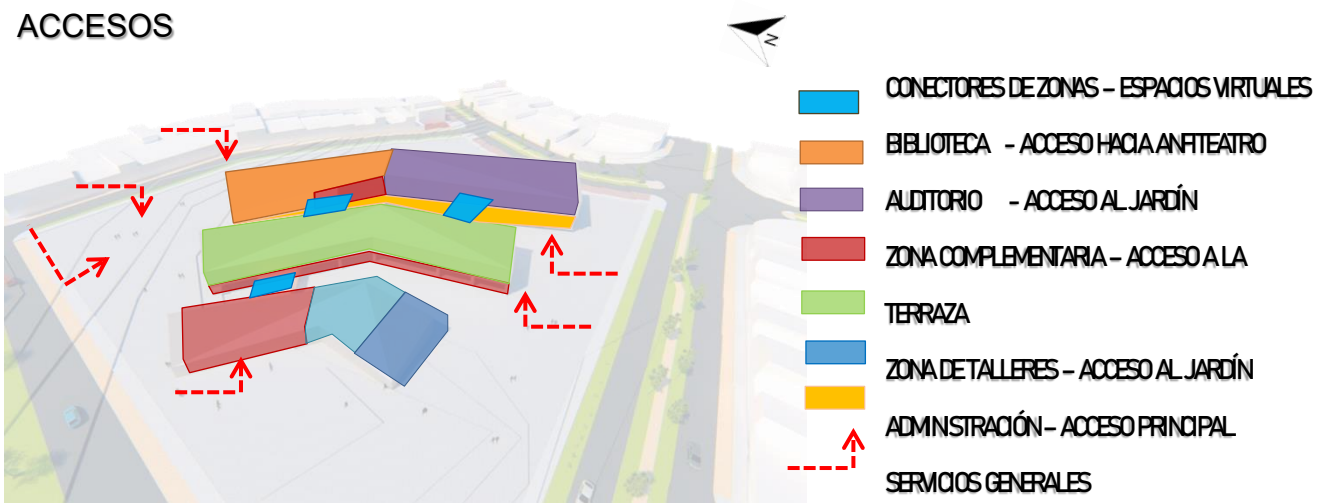 ACCESOS
N
CONECTORES DE ZONAS – ESPACIOS VIRTUALES
BIBLIOTECA - ACCESO HACIA ANFITEATRO
AUDITORIO - ACCESO AL JARDÍN
ZONA COMPLEMENTARIA – ACCESO A LA
TERRAZA
ZONA DE TALLERES – ACCESO AL JARDÍN
ADMINISTRACIÓN – ACCESO PRINCIPAL
SERVICIOS GENERALES